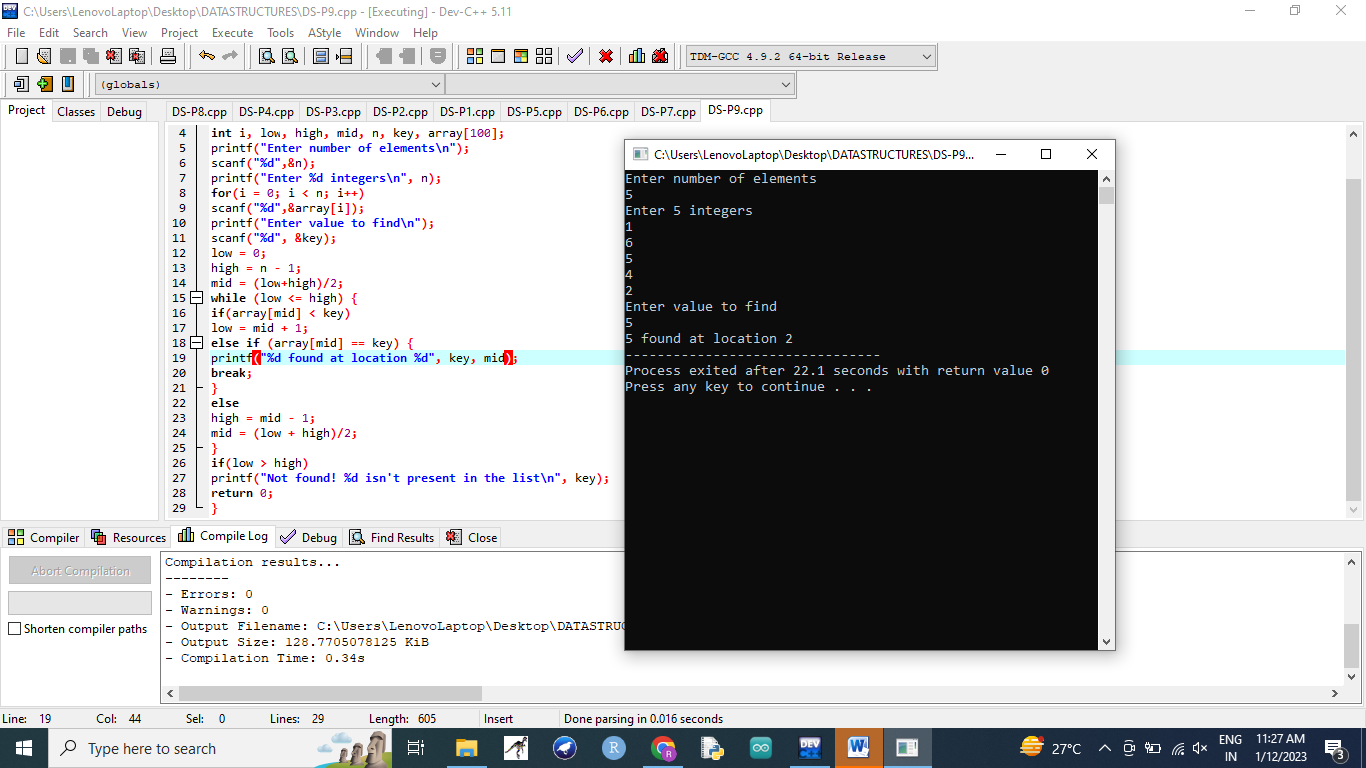 C:\Users\LenovoLaptop\Desktop\DATASTRUCTURES\DS-P9.cpp - [Executing] - Dev-C++ 5.11
File Edit Search View Project Execute Tools AStyle Window Help
TDM-GCC 4.9.2 64-bit Release
(globals)
Project Classes Debug
DS-P8.cpp DS-P4.cpp DS-P3.cpp DS-P2.cpp DS-P1.cpp DS-P5.cpp DS-P6.cpp DS-P7.cpp DS-P9.cpp
4 int i, low, high, mid, n, key, array[100];
5 printf("Enter number of elements\n");
6 scanf("%d",&n);
7 printf("Enter %d integers\n", n);
8 for(i = 0; i < n; i++)
9 scanf("%d",&array[i]);
10 printf("Enter value to find\n");
11 scanf("%d", &key);
12 low = 0;
13 high = n - 1;
14 mid = (low+high)/2;
15 while (low <= high) {
16 if(array[mid] < key)
17 low = mid + 1;
18 else if (array[mid] == key) {
19 printf("%d found at location %d", key, mid);
20 break;
21 }
22 else
23 high = mid - 1;
24 mid = (low + high)/2;
25 }
26 if(low > high)
27 printf("Not found! %d isn't present in the list\n", key);
28 return 0;
29 }
C:\Users\LenovoLaptop\Desktop\DATASTRUCTURES\DS-P9...
Enter number of elements
5
Enter 5 integers
1
6
5
4
2
Enter value to find
5
5 found at location 2
--------------------------------
Process exited after 22.1 seconds with return value 0
Press any key to continue . . .
Compiler Resources Compile Log Debug Find Results Close
Abort Compilation
Shorten compiler paths
Compilation results...
--------
- Errors: 0
- Warnings: 0
- Output Filename: C:\Users\LenovoLaptop\Desktop\DATASTRUC
- Output Size: 128.7705078125 KiB
- Compilation Time: 0.34s
Line: 19 Col: 44 Sel: 0 Lines: 29 Length: 605 Insert Done parsing in 0.016 seconds
Type here to search
27°C
ENG
IN
11:27 AM
1/12/2023
3